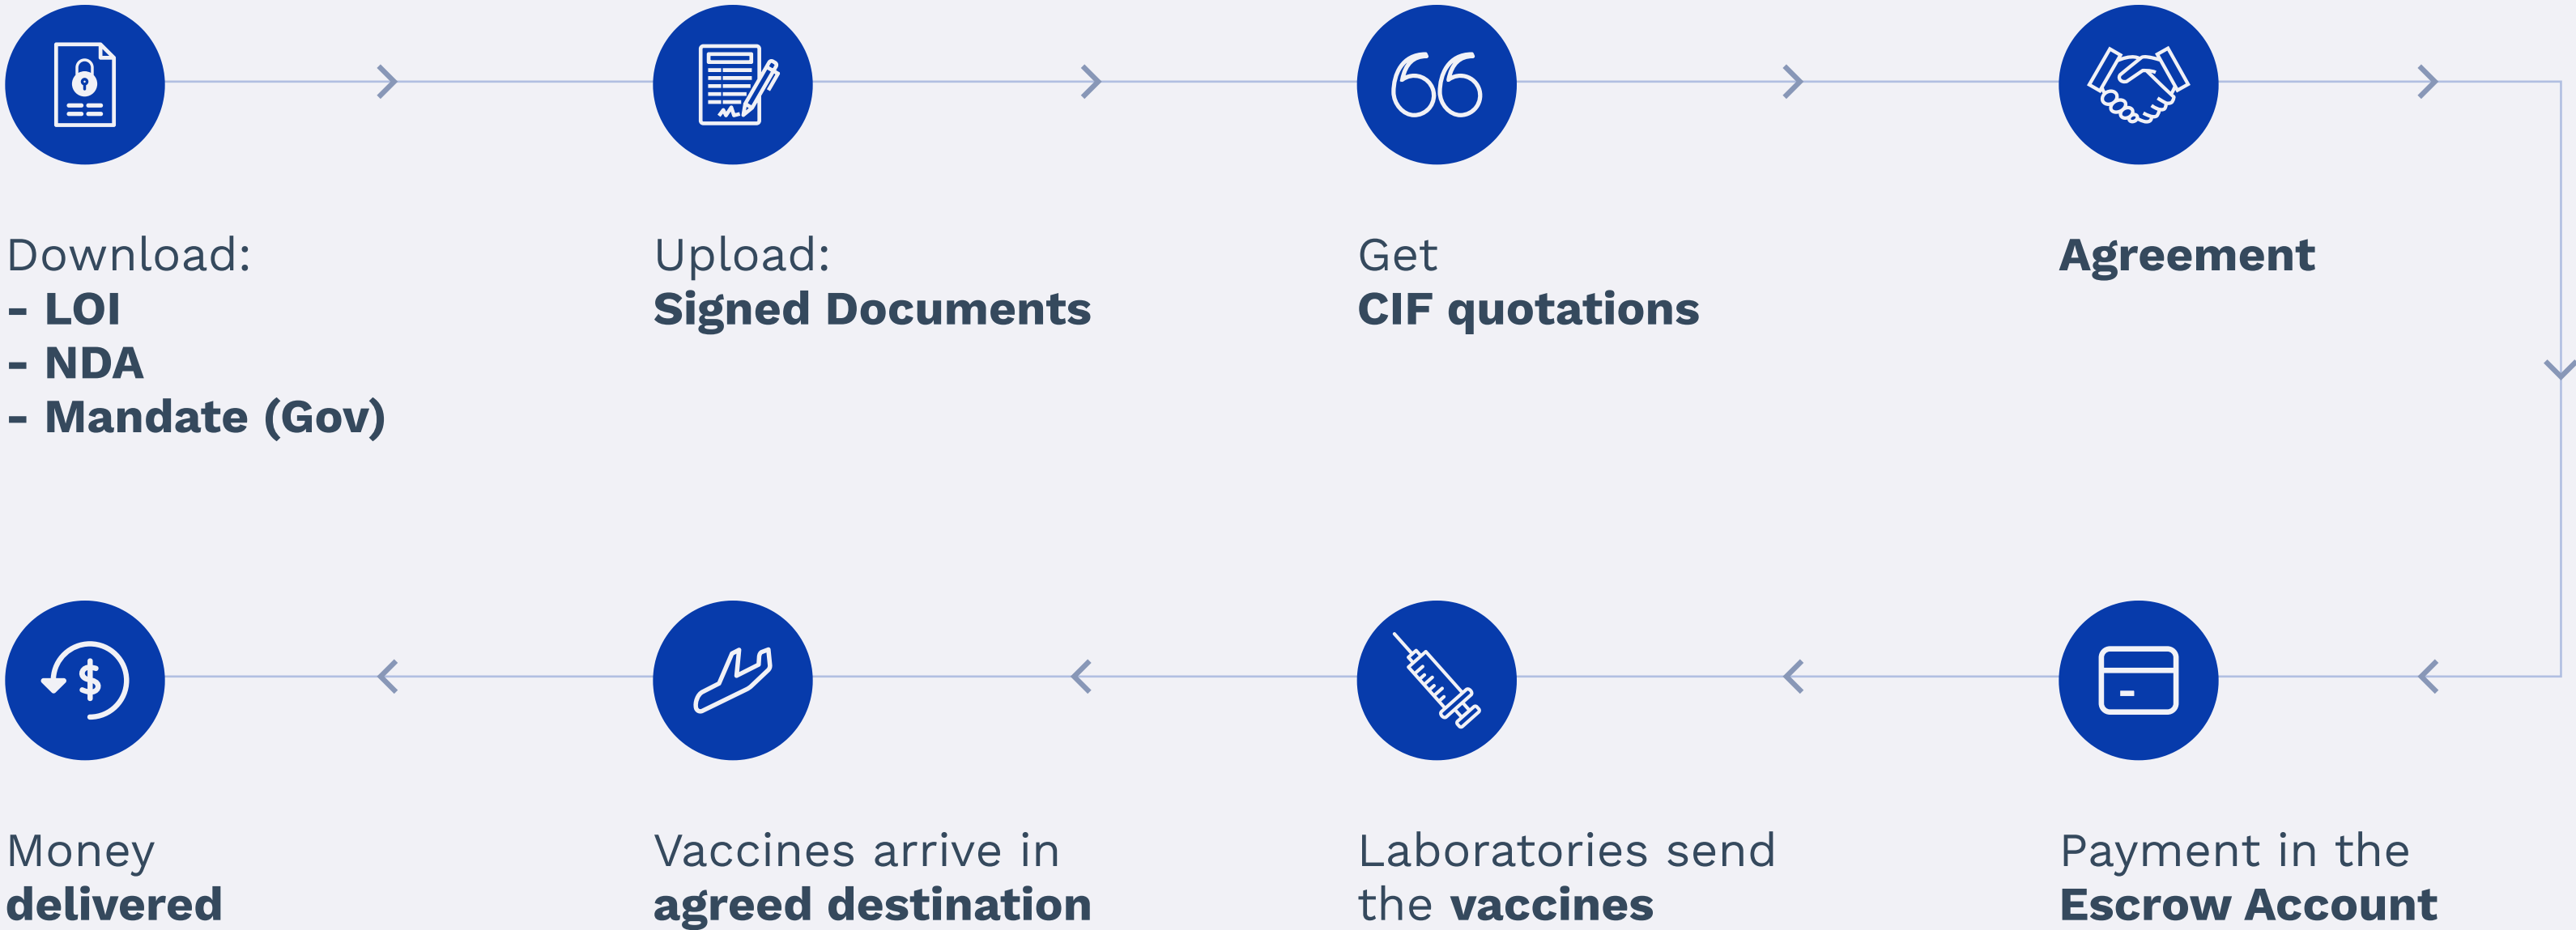 Download:
- LOI
- NDA
- Mandate (Gov)
Upload:
Signed Documents
Get
CIF quotations
Agreement
Payment in the
Escrow Account
Laboratories send
the vaccines
Vaccines arrive in
agreed destination
Money
delivered